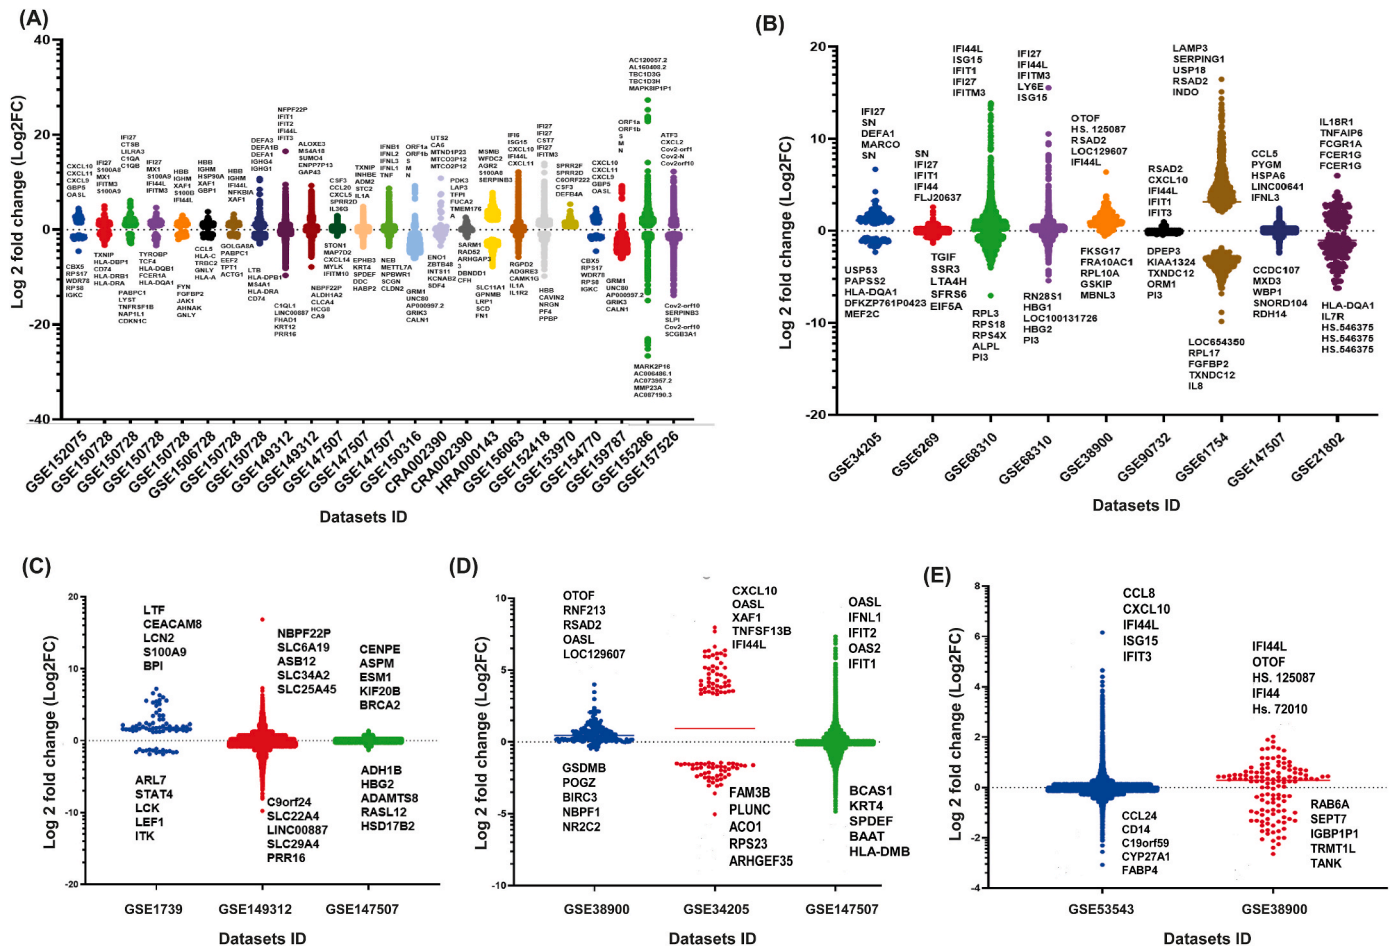 (A)
Log 2 fold change (Log2FC)
40
20
0
-20
-40
CXCL10
CXCL11
CXCL9
GBP5
OASL
CBX5
RPS17
WDR78
RPS8
IGKC
IFI27
S100A8
MX1
IFITM3
S100A9
TXNIP
HLA-DBP1
CD74
HLA-DRB1
HLA-DRA
IFI27
CTSB
LILRA3
C1QA
C1QB
PABPC1
LYST
TNFRSF1B
NAP1L1
CDKN1C
IFI27
MX1
S100A8
IFI44L
IFITM3
TYROBP
TCF4
HLA-DQB1
FCER1A
HLA-DQA1
HBB
IGHM
XAF1
S100B
IFI44L
FYN
FGFBP2
JAK1
AHNAK
GNLY
HBB
IGHM
HSP90A
XAF1
GBP1
CCL5
HLA-C
TRBC2
GNLY
HLA-A
HBB
IGHM
IFI44L
NFKBIA
XAF1
GOLGA8A
PABPC1
EEF2
TPT1
ACTG1
DEFA3
DEFA1B
DEFA1
IGHG1
LTB
HLA-DPB1
MS4A1
HLA-DRA
CD74
NFPF22P
IFIT1
IFIT2
IFI44L
IFIT3
C1QL1
LINC00887
FHAD1
KRT12
PRR16
ALOXE3
MS4A18
SUMO4
ENPP7P13
GAP43
NBPF22P
ALDH1A2
CLCA4
HCG8
CA9
CSF3
CCL20
CXCL5
SPRR2D
IL36G
STON1
MAP7D2
CXCL14
MYLK
IFITM10
TXNIP
INHBE
ADM2
STC2
IL1A
EPHB3
KRT4
SPDEF
DDC
HABP2
IFNB1
IFNL2
IFNL3
IFNL1
TNF
NEB
METTL7A
NPBWR1
SCGN
CLDN2
ORF1a
ORF1b
S
M
N
GRM1
UNC80
AP000997.2
GRIK3
CALN1
UTS2
CA6
MTND1P23
MTCO3P12
MTCO2P12
ENO1
ZBTB48
INTS11
KCNAB2
SDF4
PDK3
LAP3
TFPI
FUCA2
TMEM176
A
SARM1
RAD52
ARHGAP3
3
DBNDD1
CFH
MSMB
WFDC2
AGR2
S100A8
SERPINB3
SLC11A1
GPNMB
LRP1
SCD
FN1
IFI6
ISG15
CXCL10
IFI44L
CXCL11
RGPD2
ADGRE3
CAMK1G
IL1A
IL1R2
IFI27
IFI27
CST7
IFI27
IFITM3
HBB
CAVIN2
NRGN
PF4
PPBP
SPRR2F
SPRR2D
C6ORF222
CSF3
DEFB4A
CXCL10
CXCL11
CXCL9
GBP5
OASL
CBX5
RPS17
WDR78
RPS8
IGKC
ORF1a
ORF1b
S
M
N
GRM1
UNC80
AP000997.2
GRIK3
CALN1
AC120057.2
AL160408.2
TBC1D3G
TBC1D3H
MAPK8IP1P1
MARK2P16
AC006486.1
AC073957.2
MMP23A
AC087190.3
ATF3
CXCL2
Cov2-orf1
Cov2-N
Cov2orf10
Cov2-orf1
SERPINB3
SLPI
Cov2-orf10
SCGB3A1
GSE152075
GSE150728
GSE150728
GSE150728
GSE150728
GSE1506728
GSE150728
GSE150728
GSE149312
GSE149312
GSE147507
GSE147507
GSE147507
GSE150316
CRA002390
CRA002390
HRA000143
GSE156063
GSE152418
GSE153970
GSE154770
GSE159787
GSE155286
GSE157526
Datasets ID
(B)
Log 2 fold change (Log2FC)
20
10
0
-10
-20
IFI27
SN
DEFA1
MARCO
SN
USP53
PAPSS2
HLA-DQA1
DFKZP761P0423
MEF2C
SN
IFI27
IFIT1
IFI44
FLJ20637
TGIF
SSR3
LTA4H
SFRS6
EIF5A
IFI44L
ISG15
IFIT1
IFI27
IFITM3
RPL3
RPS18
RPS4X
ALPL
PI3
IFI27
IFI44L
IFITM3
LY6E
ISG15
RN28S1
HBG1
LOC100131726
HBG2
PI3
OTOF
HS. 125087
RSAD2
LOC129607
IFI44L
FKSG17
FRA10AC1
RPL10A
GSKIP
MBNL3
RSAD2
CXCL10
IFI44L
IFIT1
IFIT3
DPEP3
KIAA1324
TXNDC12
ORM1
PI3
LAMP3
SERPING1
USP18
RSAD2
INDO
LOC654350
RPL17
FGFBP2
TXNDC12
IL8
CCL5
PYGM
HSPA6
LINC00641
IFNL3
CCDC107
MXD3
WBP1
SNORD104
RDH14
IL18R1
TNFAIP6
FCGR1A
FCER1G
FCER1G
HLA-DQA1
IL7R
HS.546375
HS.546375
HS.546375
GSE34205
GSE6269
GSE68310
GSE68310
GSE38900
GSE90732
GSE61754
GSE147507
GSE21802
Datasets ID
(C)
Log 2 fold change (Log2FC)
20
10
0
-10
-20
LTF
CEACAM8
LCN2
S100A9
BPI
ARL7
STAT4
LCK
LEF1
ITK
NBPF22P
SLC6A19
ASB12
SLC34A2
SLC25A45
C9orf24
SLC22A4
LINC00887
SLC29A4
PRR16
CENPE
ASPM
ESM1
KIF20B
BRCA2
ADH1B
HBG2
ADAMTS8
RASL12
HSD17B2
GSE1739
GSE149312
GSE147507
Datasets ID
(D)
Log 2 fold change (Log2FC)
10
5
0
-5
-10
OTOF
RNF213
RSAD2
OASL
LOC129607
GSDMB
POGZ
BIRC3
NBPF1
NR2C2
CXCL10
OASL
XAF1
TNFSF13B
IFI44L
FAM3B
PLUNC
ACO1
RPS23
ARHGEF35
OASL
IFNL1
IFIT2
OAS2
IFIT1
BCAS1
KRT4
SPDEF
BAAT
HLA-DMB
GSE38900
GSE34205
GSE147507
Datasets ID
(E)
Log 2 fold change (Log2FC)
8
6
4
2
0
-2
-4
CCL8
CXCL10
IFI44L
ISG15
IFIT3
CCL24
CD14
C19orf59
CYP27A1
FABP4
IFI44L
OTOF
HS. 125087
IFI44
Hs. 72010
RAB6A
SEPT7
IGBP1P1
TRMT1L
TANK
GSE53543
GSE38900
Datasets ID